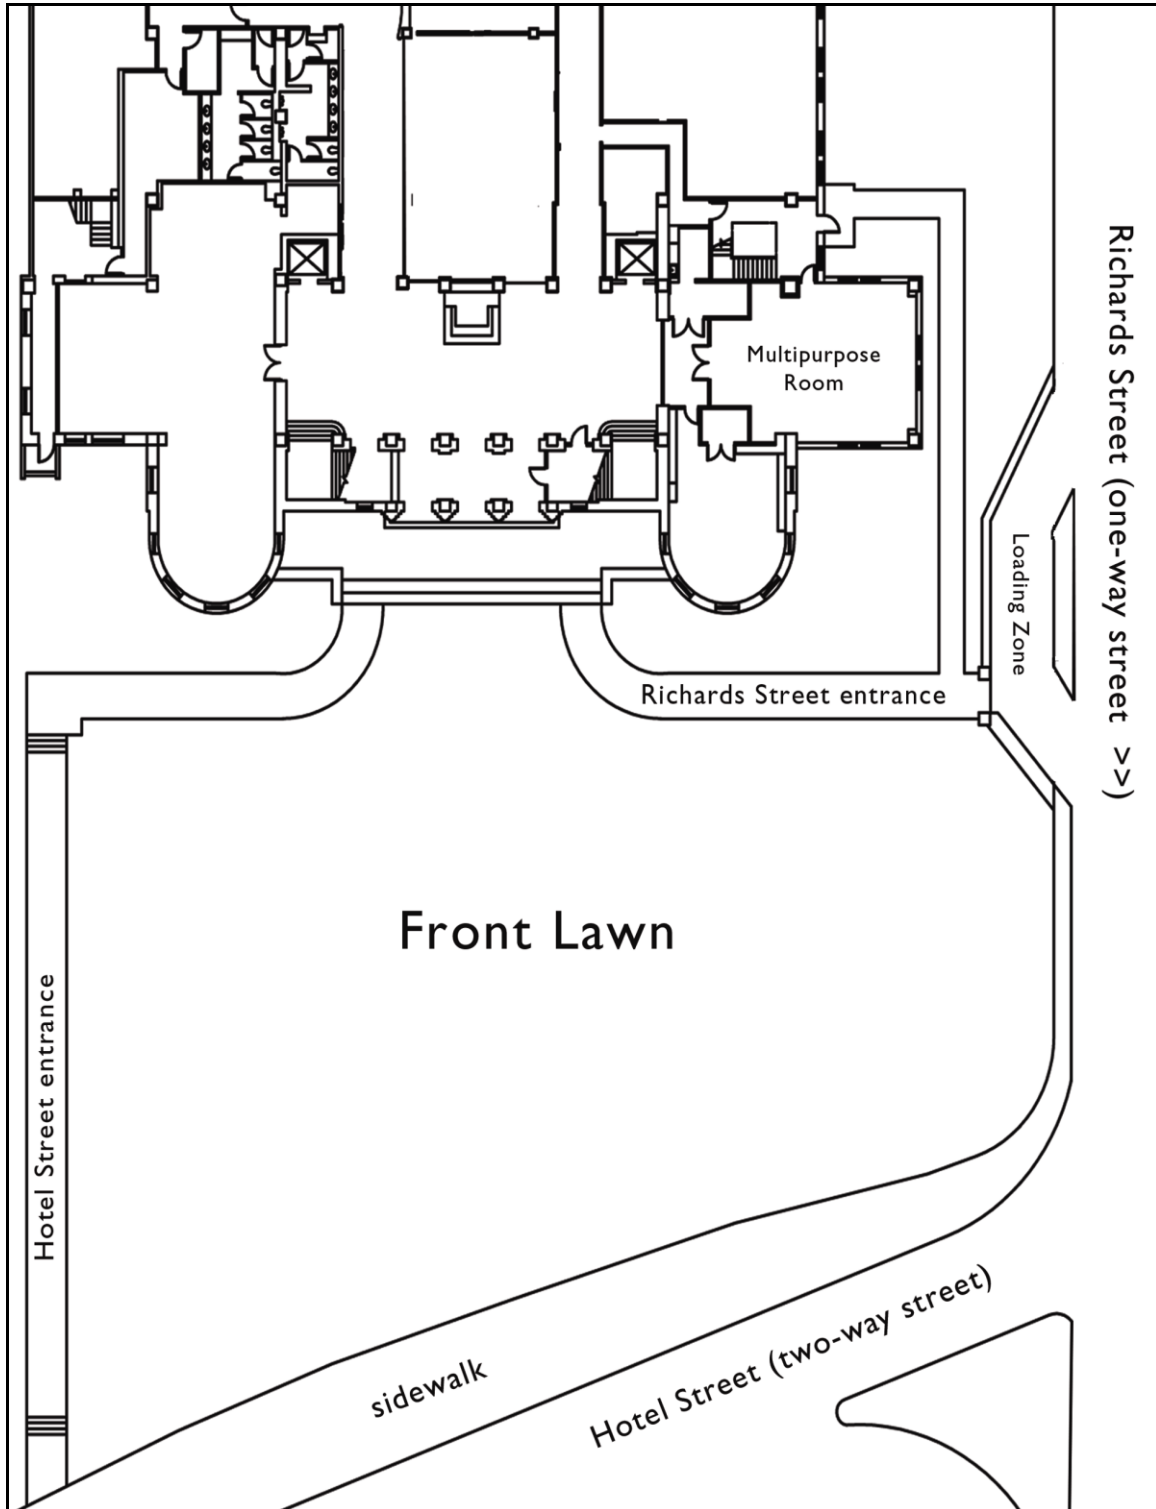 Multipurpose
Room
Richards Street (one-way street >>)
Loading Zone
Richards Street entrance
Front Lawn
Hotel Street entrance
sidewalk
Hotel Street (two-way street)